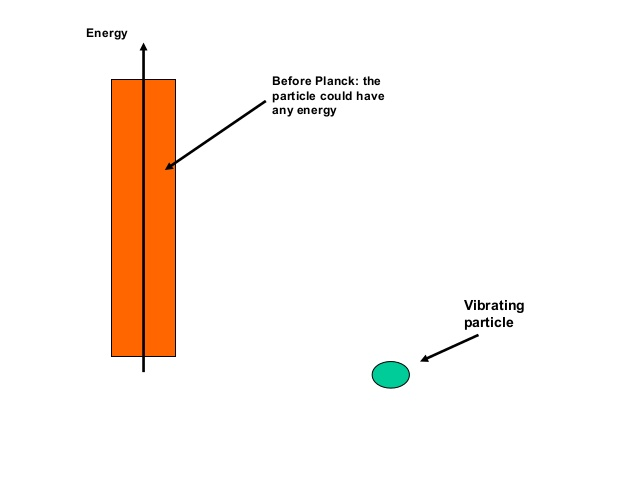 Energy
Before Planck: the
particle could have
any energy
Vibrating
particle